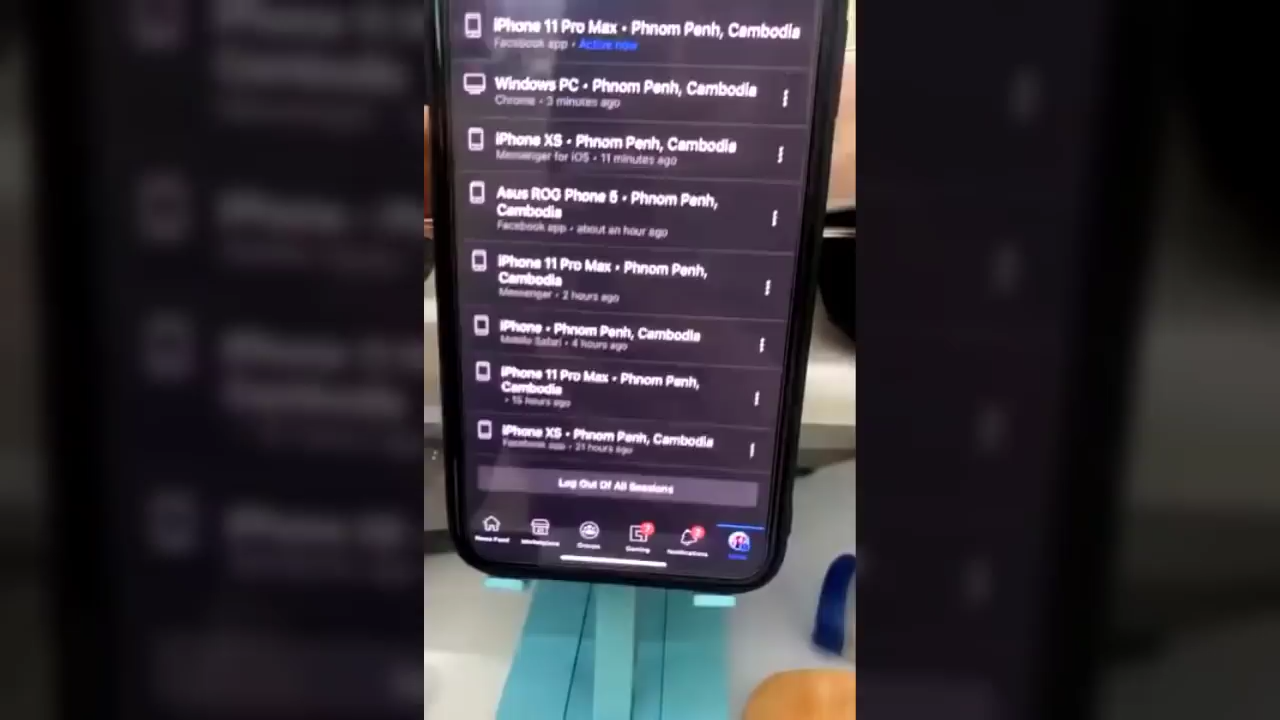 iPhone 11 Pro Max • Phnom Penh, Cambodia
Facebook app • Active now
Windows PC • Phnom Penh, Cambodia
Chrome • 3 minutes ago
iPhone XS • Phnom Penh, Cambodia
Messenger for iOS • 11 minutes ago
Asus ROG Phone 5 • Phnom Penh,
Cambodia
Facebook app • about an hour ago
iPhone 11 Pro Max • Phnom Penh,
Cambodia
Messenger • 2 hours ago
iPhone • Phnom Penh, Cambodia
Mobile Safari • 4 hours ago
iPhone 11 Pro Max • Phnom Penh,
Cambodia
• 15 hours ago
iPhone XS • Phnom Penh, Cambodia
Facebook app • 21 hours ago
Log Out Of All Sessions
News Feed Marketplace Groups Gaming Notifications